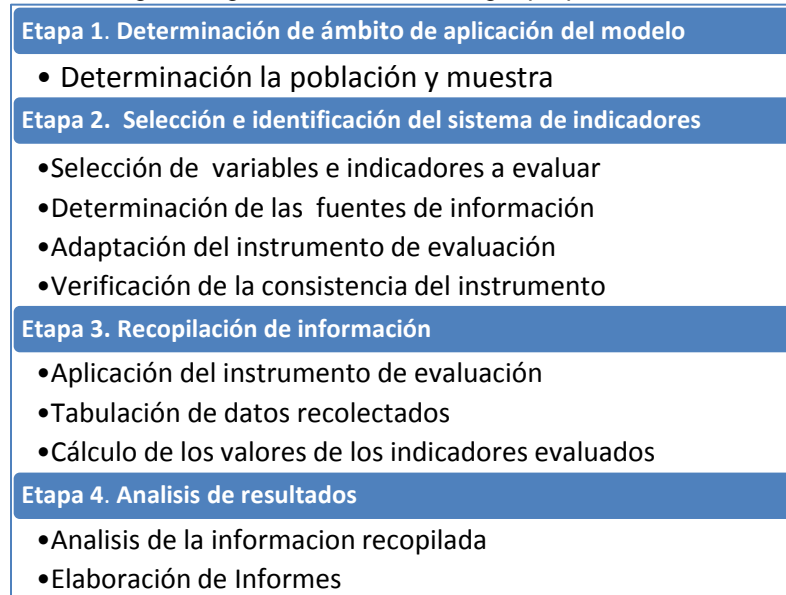 Etapa 1. Determinación de ámbito de aplicación del modelo
• Determinación la población y muestra
Etapa 2. Selección e identificación del sistema de indicadores
•Selección de variables e indicadores a evaluar
•Determinación de las fuentes de información
•Adaptación del instrumento de evaluación
•Verificación de la consistencia del instrumento
Etapa 3. Recopilación de información
•Aplicación del instrumento de evaluación
•Tabulación de datos recolectados
•Cálculo de los valores de los indicadores evaluados
Etapa 4. Analisis de resultados
•Analisis de la informacion recopilada
•Elaboración de Informes